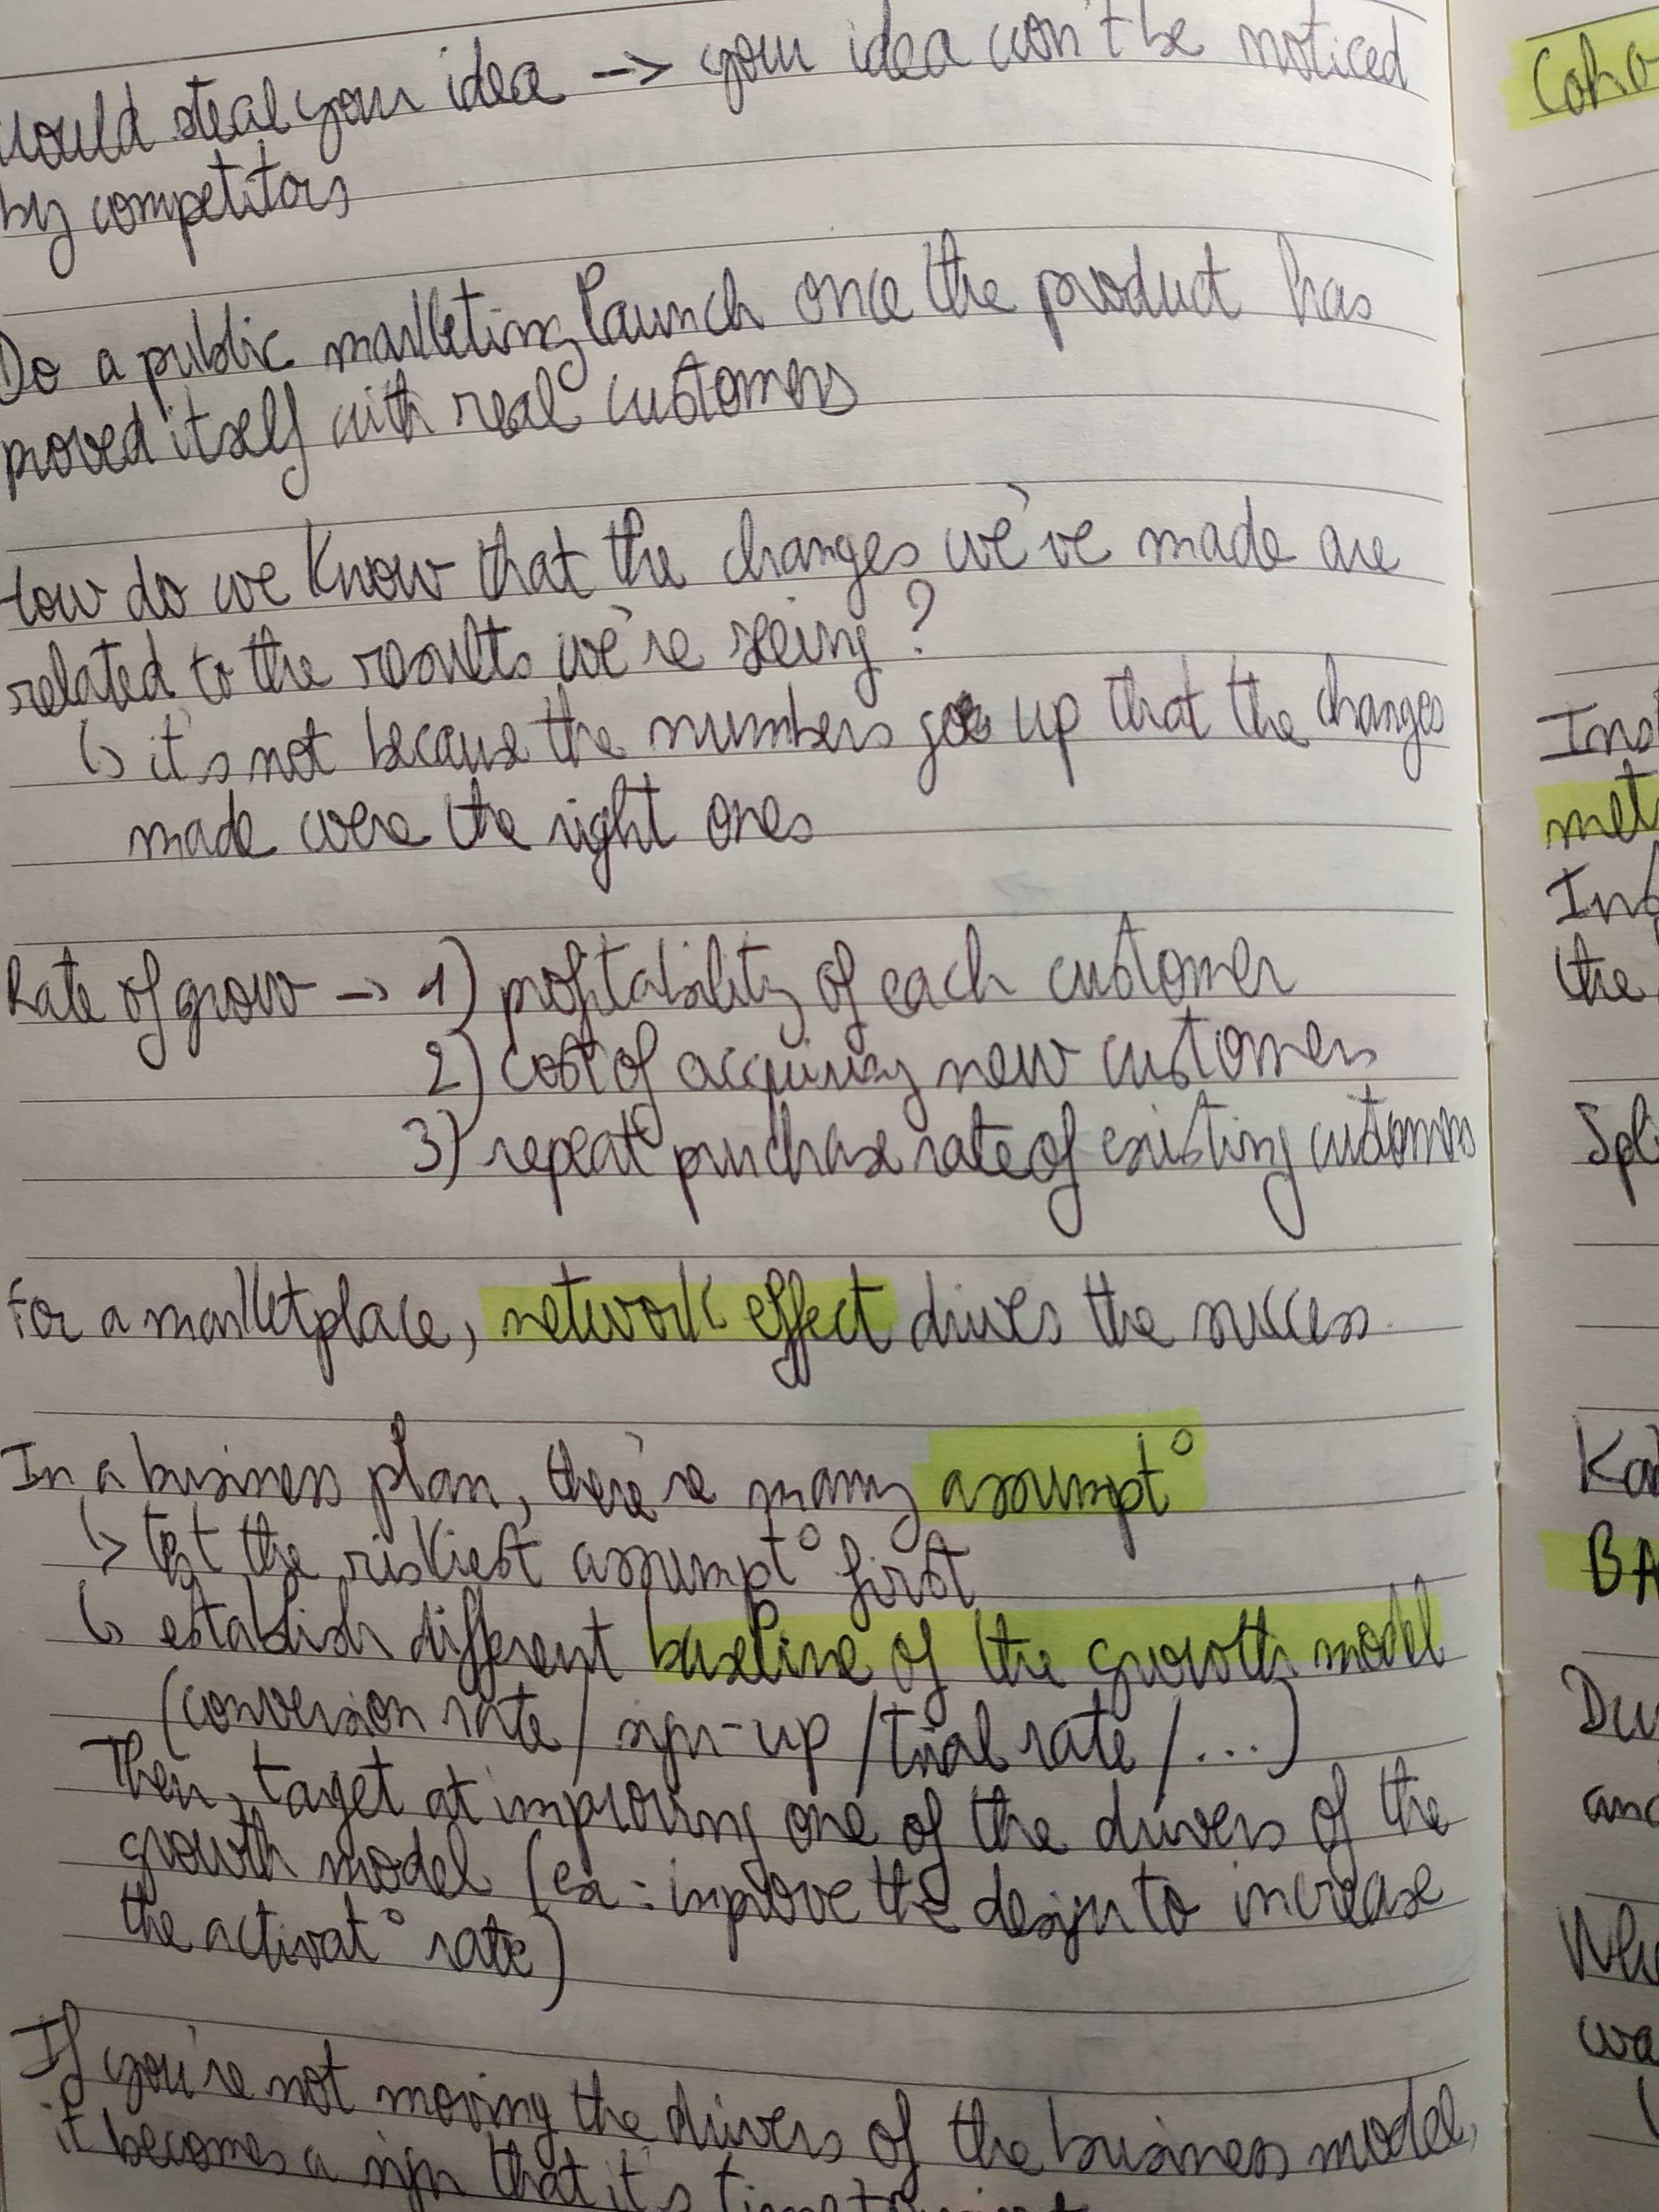 would steal your idea --> your idea won't be noticed
by competitors
Do a public marketing launch once the product has
proved itself with real customers
How do we know that the changes we've made are
related to the results we're seeing?
↳ it's not because the numbers goes up that the changes
made were the right ones
Rate of grow -> 1) profitability of each customer
2) cost of acquiring new customers
3) repeat purchase rate of existing customers
For a marketplace, network effect drives the success.
In a business plan, there're many assumpt°
↳ test the riskiest assumpt° first
↳ establish different baseline of the growth model
(conversion rate / sign-up / trial rate / ...)
Then, target at improving one of the drivers of the
growth model (ex : improve the design to increase
the activat° rate)
If you're not moving the drivers of the business model,
it becomes a sign that it's time to
Coho
Inst
met
the
Spl
BA
and
wa